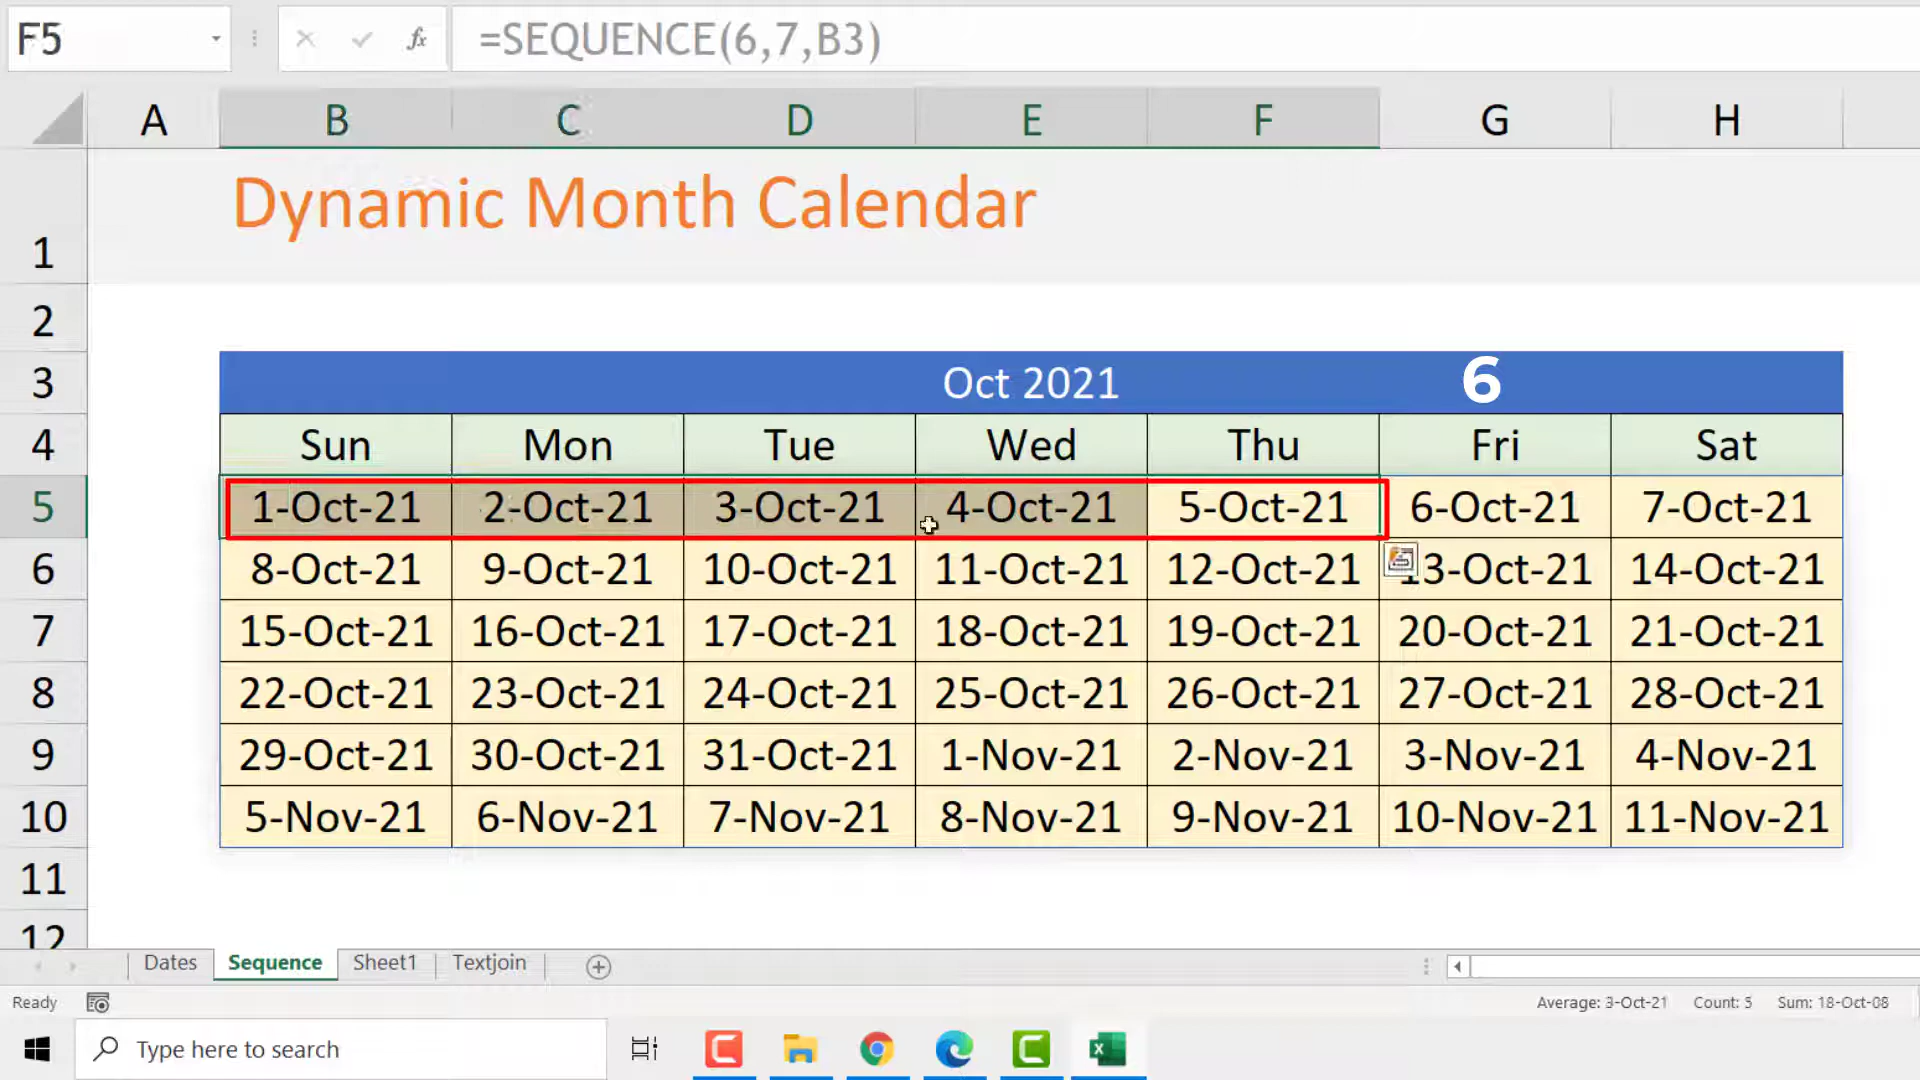 F5 fx =SEQUENCE(6,7,B3)
A B C D E F G H
1 Dynamic Month Calendar
2
3 Oct 2021 6
4 Sun Mon Tue Wed Thu Fri Sat
5 1-Oct-21 2-Oct-21 3-Oct-21 4-Oct-21 5-Oct-21 6-Oct-21 7-Oct-21
6 8-Oct-21 9-Oct-21 10-Oct-21 11-Oct-21 12-Oct-21 13-Oct-21 14-Oct-21
7 15-Oct-21 16-Oct-21 17-Oct-21 18-Oct-21 19-Oct-21 20-Oct-21 21-Oct-21
8 22-Oct-21 23-Oct-21 24-Oct-21 25-Oct-21 26-Oct-21 27-Oct-21 28-Oct-21
9 29-Oct-21 30-Oct-21 31-Oct-21 1-Nov-21 2-Nov-21 3-Nov-21 4-Nov-21
10 5-Nov-21 6-Nov-21 7-Nov-21 8-Nov-21 9-Nov-21 10-Nov-21 11-Nov-21
11
12
Dates Sequence Sheet1 Textjoin
Ready Average: 3-Oct-21 Count: 5 Sum: 18-Oct-08
Type here to search